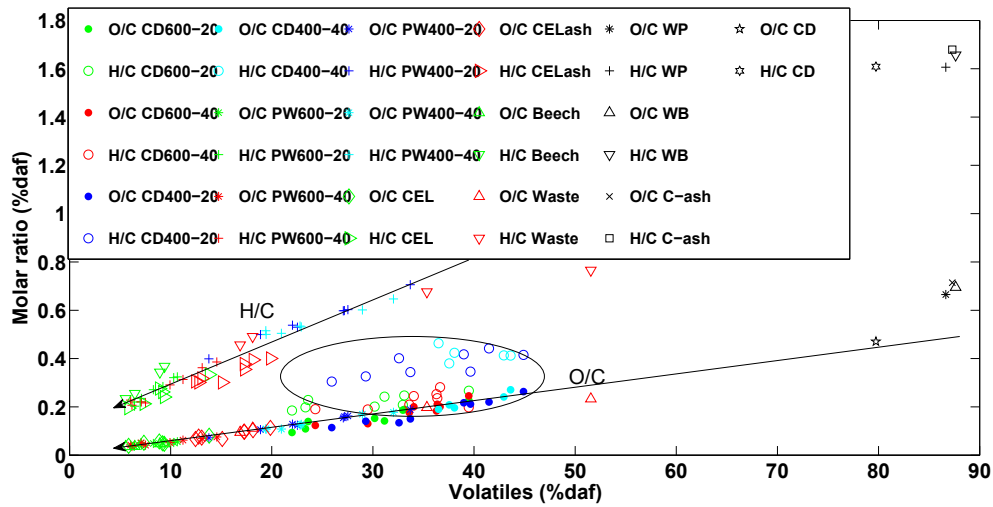 1.8
1.6
1.4
1.2
1
0.8
0.6
0.4
0.2
0
Molar ratio (%daf)
O/C CD600−20
H/C CD600−20
O/C CD600−40
H/C CD600−40
O/C CD400−20
H/C CD400−20
O/C CD400−40
H/C CD400−40
O/C PW600−20
H/C PW600−20
O/C PW600−40
H/C PW600−40
O/C PW400−20
H/C PW400−20
O/C PW400−40
H/C PW400−40
O/C CEL
H/C CEL
O/C CELash
H/C CELash
O/C Beech
H/C Beech
O/C Waste
H/C Waste
O/C WP
H/C WP
O/C WB
H/C WB
O/C C−ash
H/C C−ash
O/C CD
H/C CD
H/C
O/C
0 10 20 30 40 50 60 70 80 90
Volatiles (%daf)